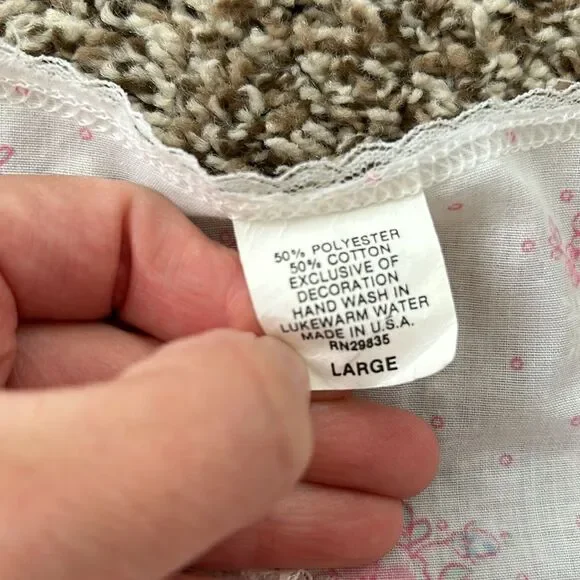 50% POLYESTER
50% COTTON
EXCLUSIVE OF
DECORATION
HAND WASH IN
LUKEWARM WATER
MADE IN U.S.A.
RN29835
LARGE